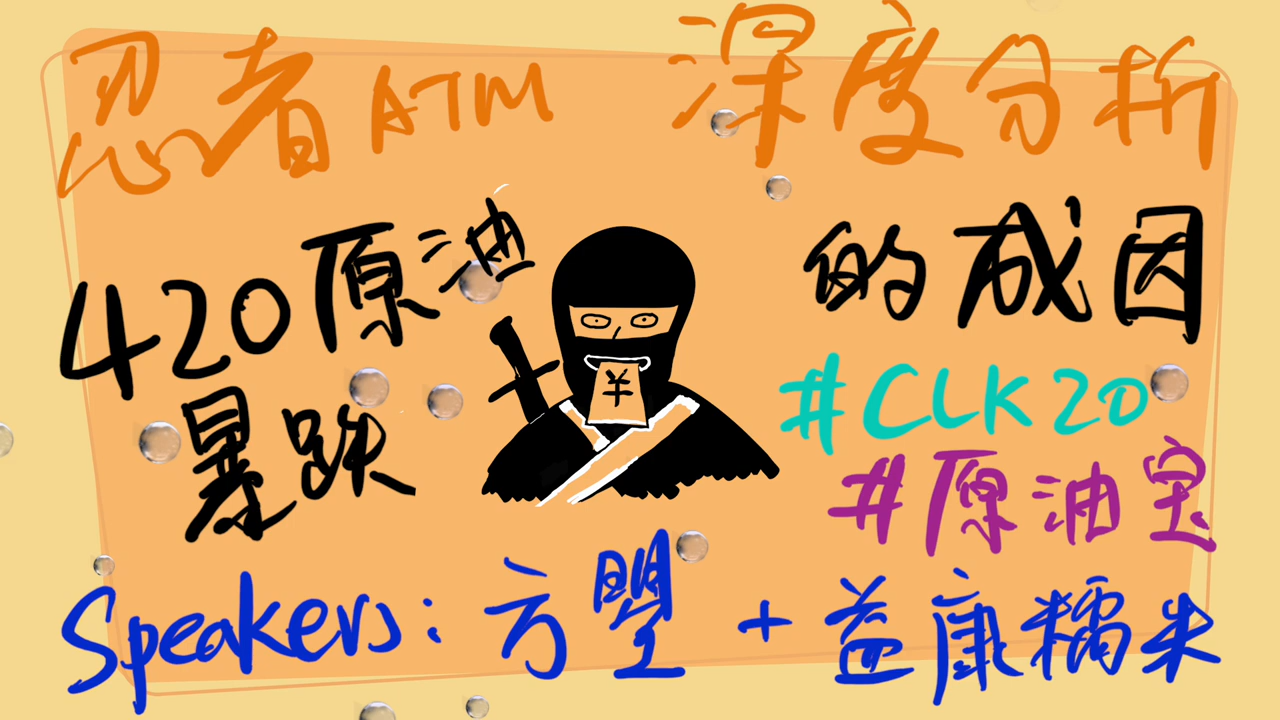 忍者ATM 深度分析
420原油
暴跌
的成因
¥
#CLK20
#原油宝
Speakers: 方曌 + 益康糯米